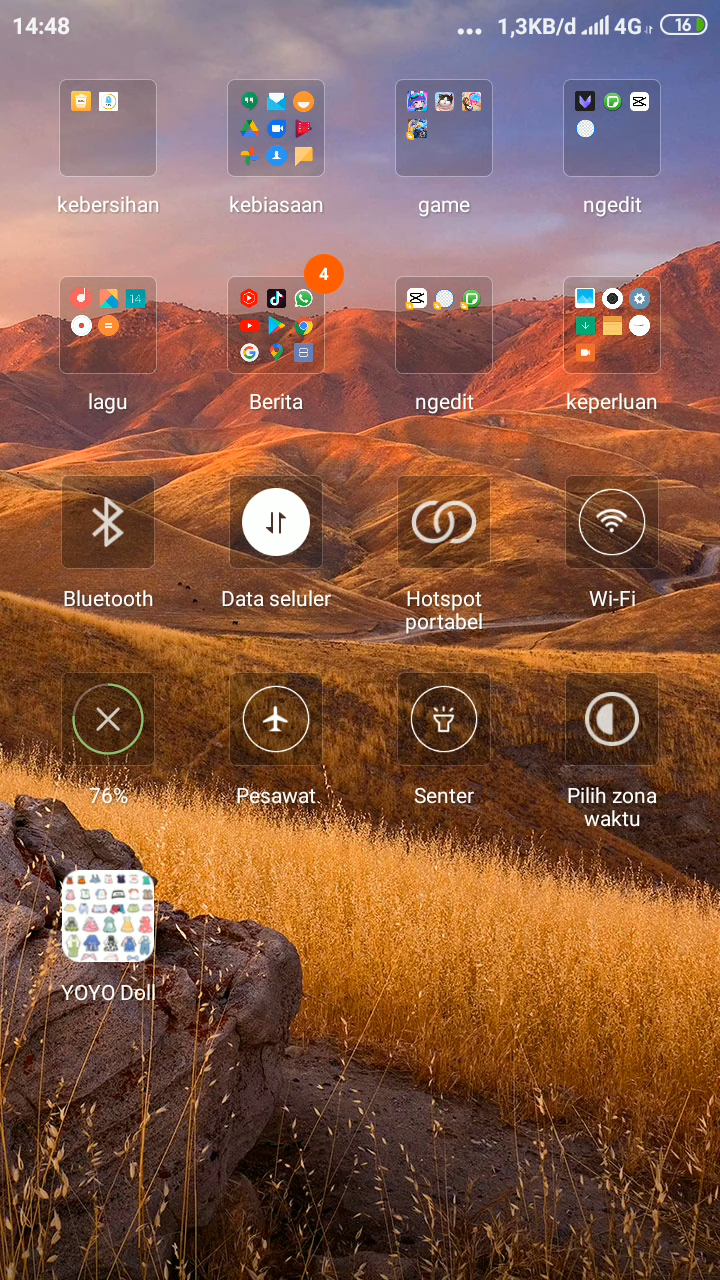 14:48
... 1,3KB/d 4G 16
kebersihan kebiasaan game ngedit
14
4
lagu Berita ngedit keperluan
Bluetooth Data seluler Hotspot portabel Wi-Fi
76% Pesawat Senter Pilih zona waktu
YOYO Doll